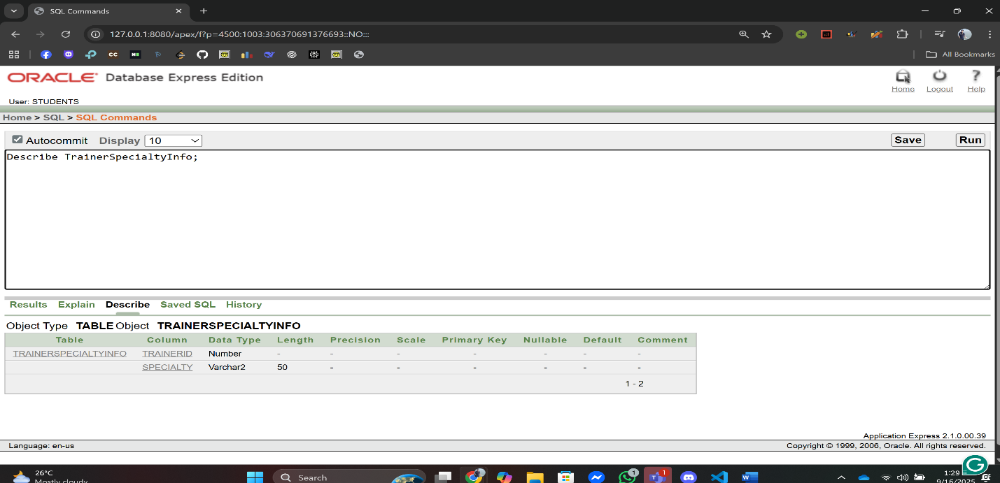 SQL Commands
127.0.0.1:8080/apex/f?p=4500:1003:306370691376693::NO:::
All Bookmarks
ORACLE Database Express Edition
Home Logout Help
User: STUDENTS
Home > SQL > SQL Commands
Autocommit Display 10 Save Run
Describe TrainerSpecialtyInfo;
Results Explain Describe Saved SQL History
Object Type TABLE Object TRAINERSPECIALTYINFO
Table Column Data Type Length Precision Scale Primary Key Nullable Default Comment
TRAINERSPECIALTYINFO TRAINERID Number - - - - - - -
SPECIALTY Varchar2 50 - - - - - -
1 - 2
Application Express 2.1.0.00.39
Language: en-us Copyright © 1999, 2006, Oracle. All rights reserved.
26°C Search 1:29
Mostly cloudy 9/16/2025